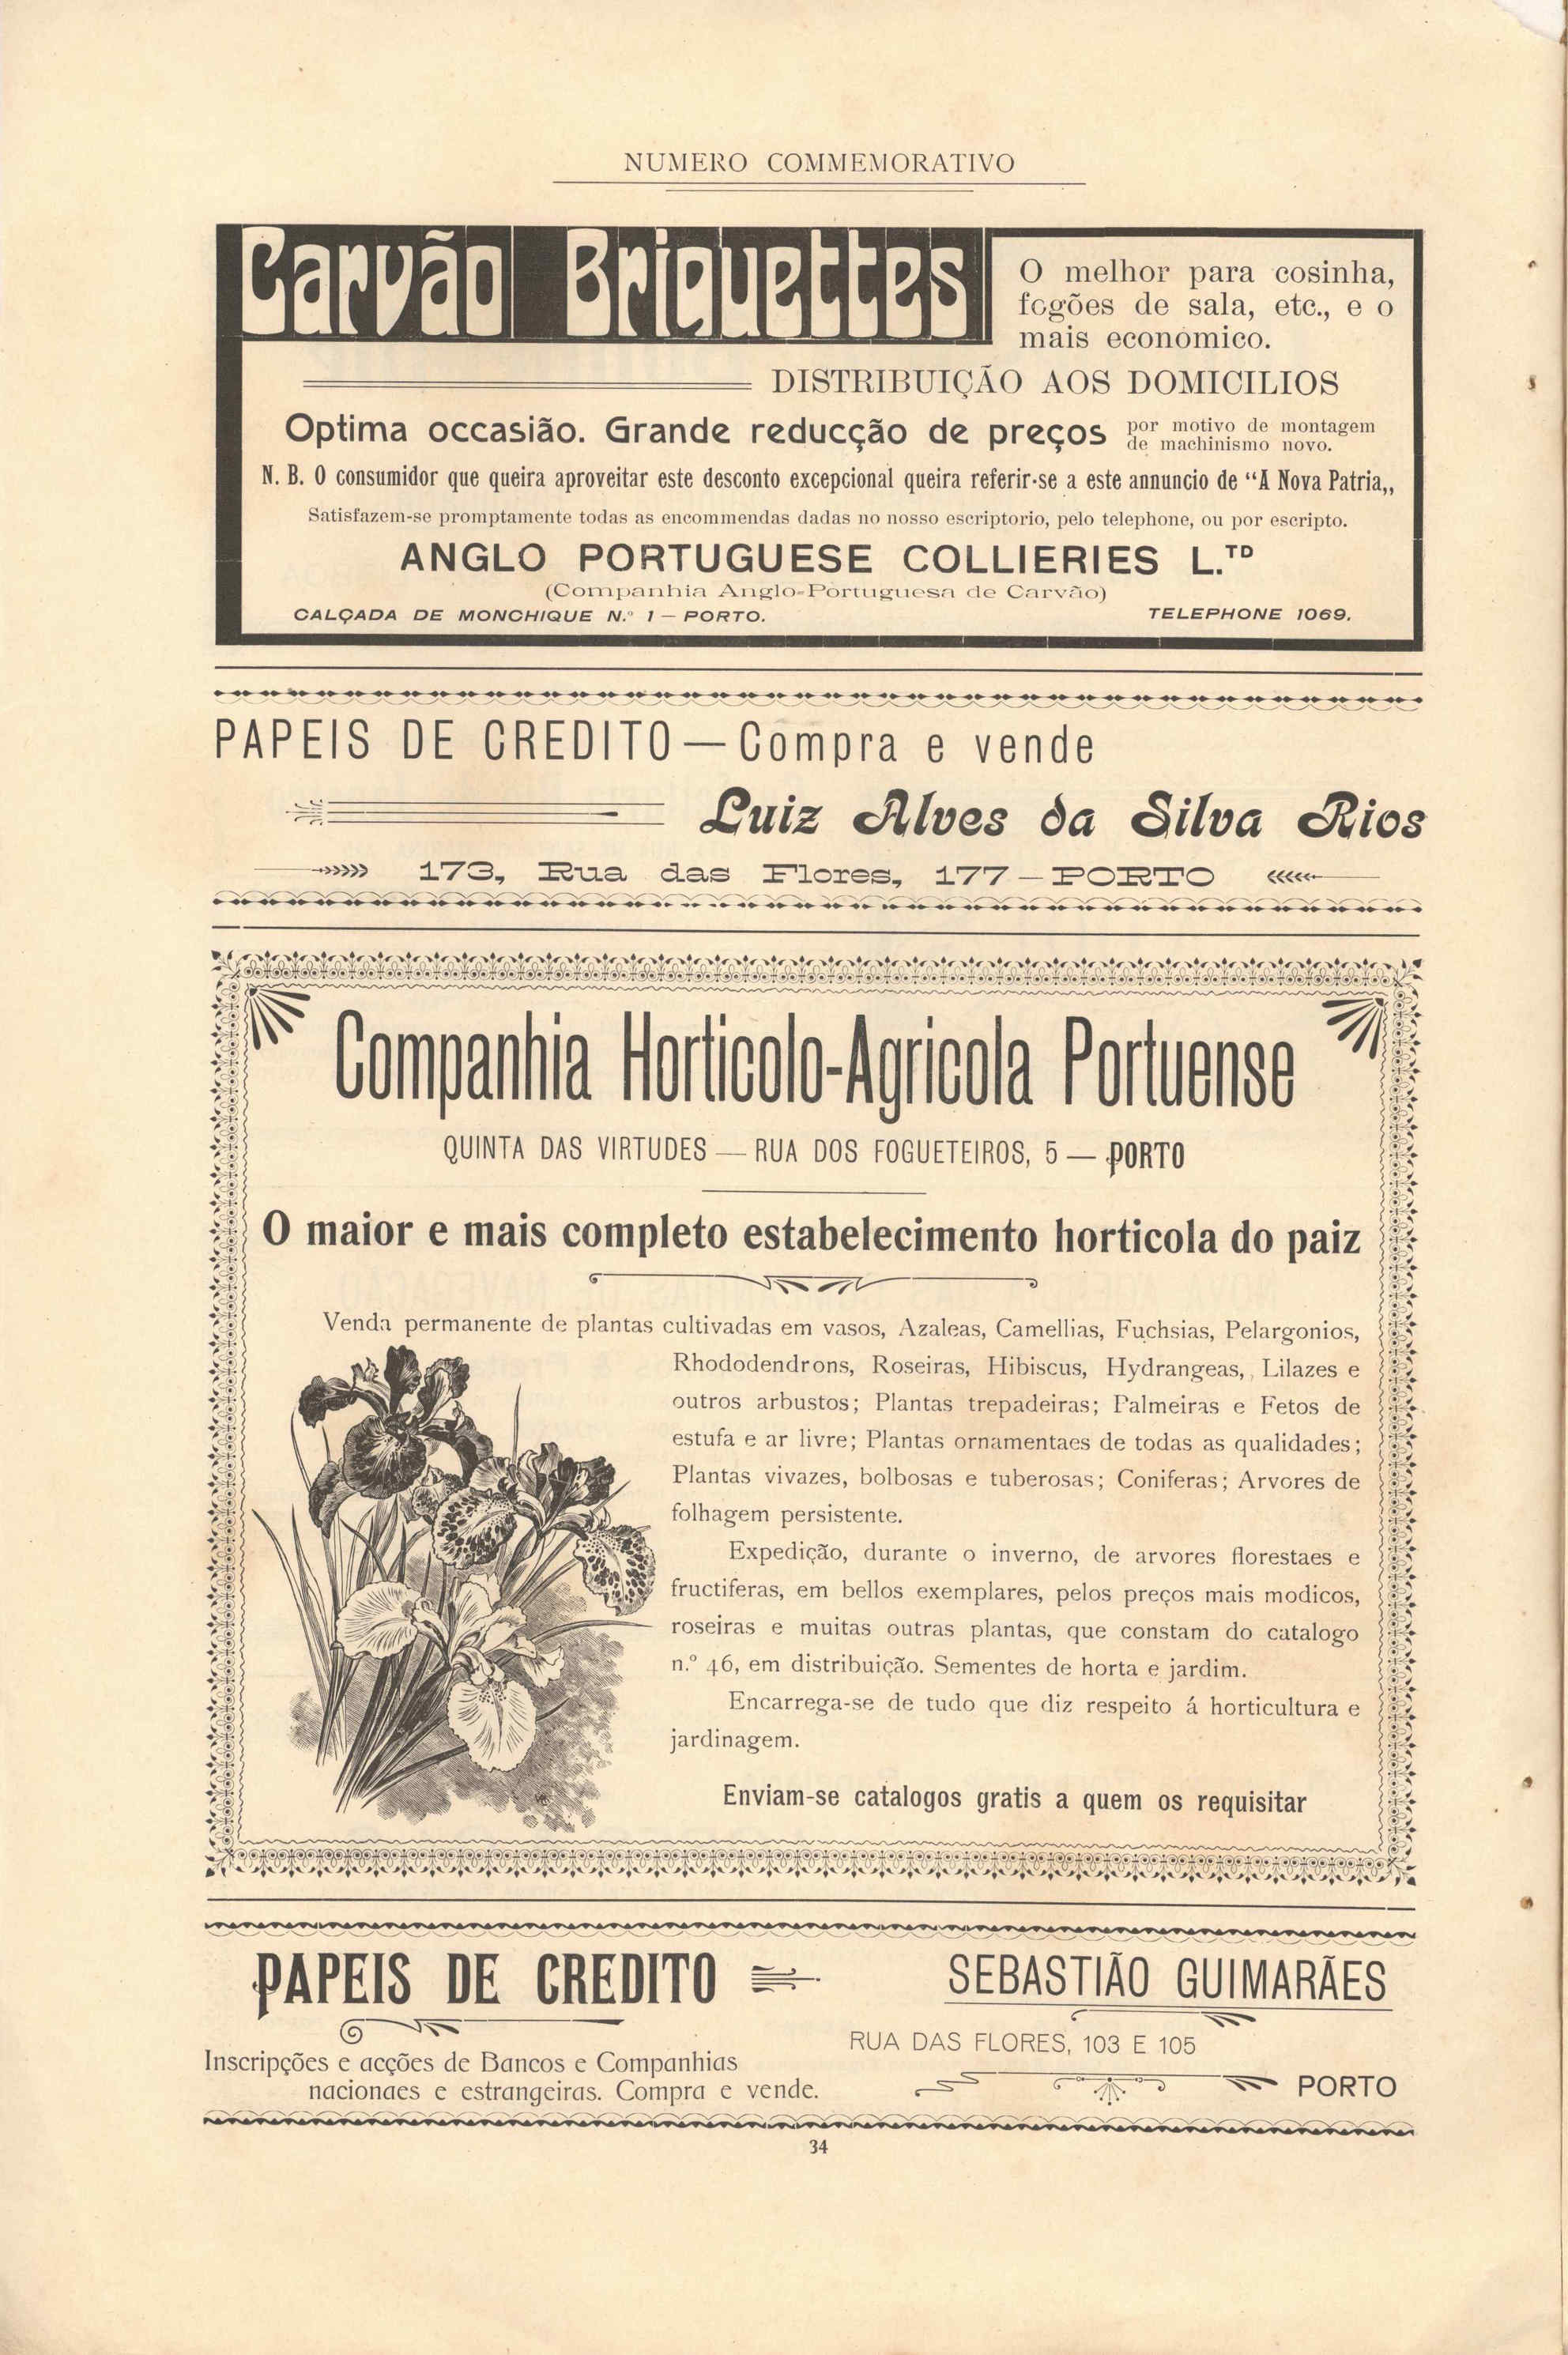 NUMERO COMMEMORATIVO
Carvão Briquettes
O melhor para cosinha,
fogões de sala, etc., e o
mais economico.
DISTRIBUIÇÃO AOS DOMICILIOS
Optima occasião. Grande reducção de preços por motivo de montagem
de machinismo novo.
N. B. O consumidor que queira aproveitar este desconto excepcional queira referir-se a este annuncio de “A Nova Patria„
Satisfazem-se promptamente todas as encommendas dadas no nosso escriptorio, pelo telephone, ou por escripto.
ANGLO PORTUGUESE COLLIERIES L.TD
(Companhia Anglo-Portuguesa de Carvão)
CALÇADA DE MONCHIQUE N.º 1 — PORTO. TELEPHONE 1069.
PAPEIS DE CREDITO — Compra e vende
Luiz Alves da Silva Rios
173, Rua das Flores, 177 — PORTO
Companhia Horticolo-Agricola Portuense
QUINTA DAS VIRTUDES — RUA DOS FOGUETEIROS, 5 — PORTO
O maior e mais completo estabelecimento horticola do paiz
Venda permanente de plantas cultivadas em vasos, Azaleas, Camellias, Fuchsias, Pelargonios,
Rhododendrons, Roseiras, Hibiscus, Hydrangeas, Lilazes e
outros arbustos; Plantas trepadeiras; Palmeiras e Fetos de
estufa e ar livre; Plantas ornamentaes de todas as qualidades;
Plantas vivazes, bolbosas e tuberosas; Coniferas; Arvores de
folhagem persistente.
Expedição, durante o inverno, de arvores florestaes e
fructiferas, em bellos exemplares, pelos preços mais modicos,
roseiras e muitas outras plantas, que constam do catalogo
n.º 46, em distribuição. Sementes de horta e jardim.
Encarrega-se de tudo que diz respeito á horticultura e
jardinagem.
Enviam-se catalogos gratis a quem os requisitar
PAPEIS DE CREDITO
Inscripções e acções de Bancos e Companhias
nacionaes e estrangeiras. Compra e vende.
SEBASTIÃO GUIMARÃES
RUA DAS FLORES, 103 E 105
PORTO
34